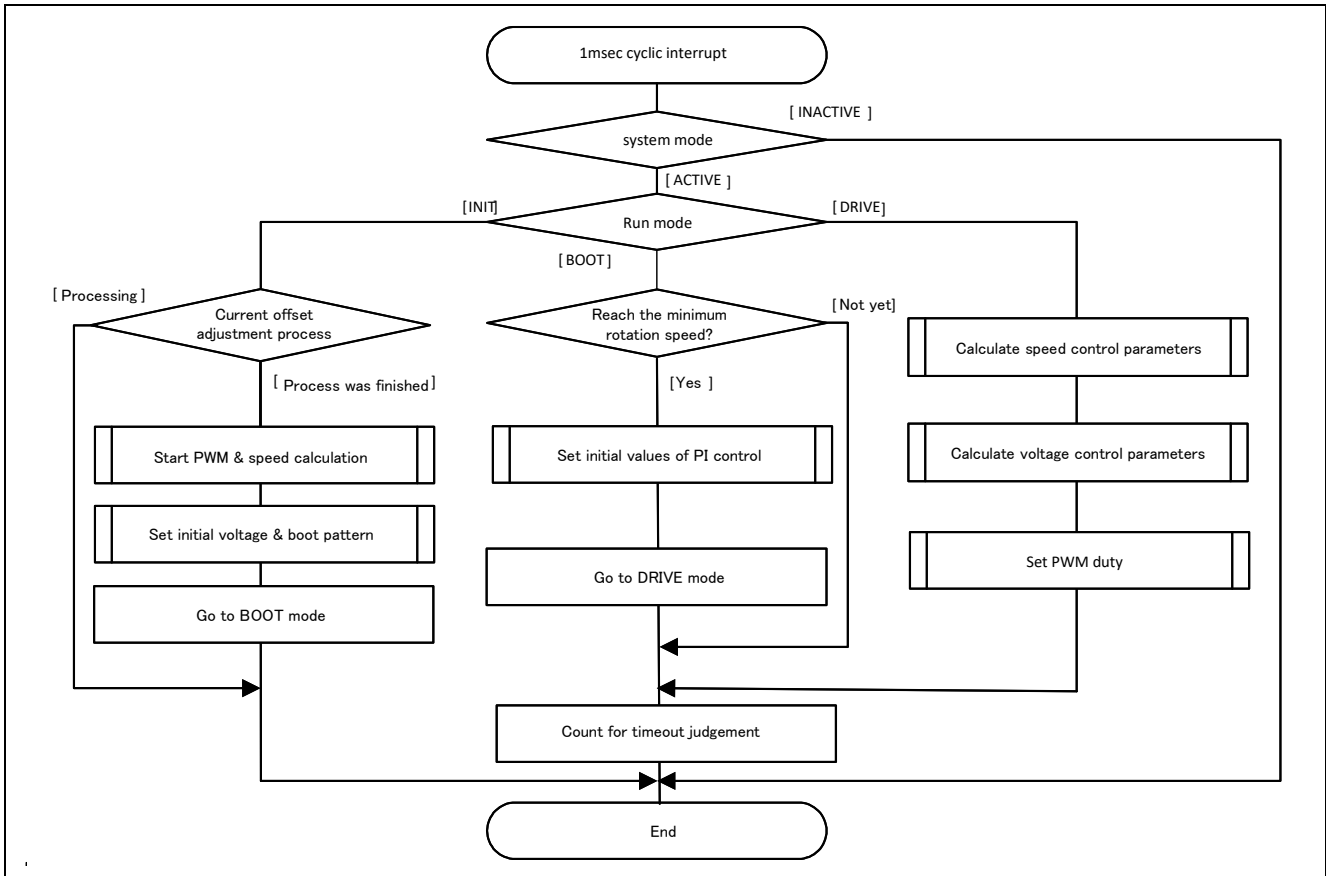 1msec cyclic interrupt
[ INACTIVE ]
system mode
[ ACTIVE ]
[INIT]
Run mode
[DRIVE]
[ BOOT ]
[ Processing ]
Current offset
adjustment process
Reach the minimum
rotation speed?
[Not yet]
Calculate speed control parameters
[ Process was finished ]
[Yes ]
Start PWM & speed calculation
Set initial values of PI control
Calculate voltage control parameters
Set initial voltage & boot pattern
Set PWM duty
Go to DRIVE mode
Go to BOOT mode
Count for timeout judgement
End